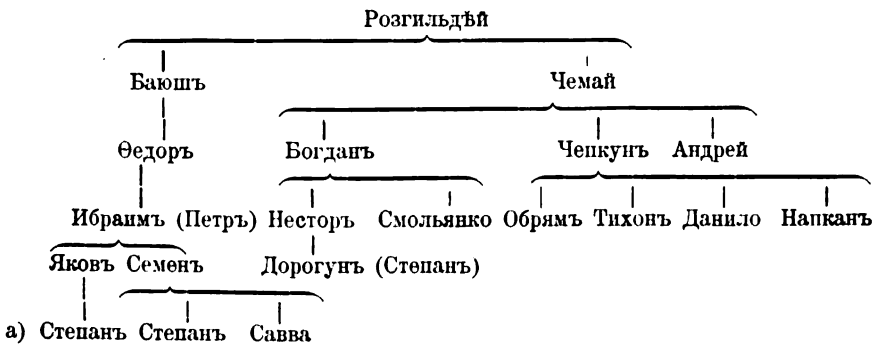 Розгильдѣй
Баюшъ Чемай
Ѳедоръ Богданъ Чепкунъ Андрей
Ибраимъ (Петръ) Несторъ Смольянко Обрямъ Тихонъ Данило Напканъ
Яковъ Семенъ Дорогунъ (Степанъ)
а) Степанъ Степанъ Савва